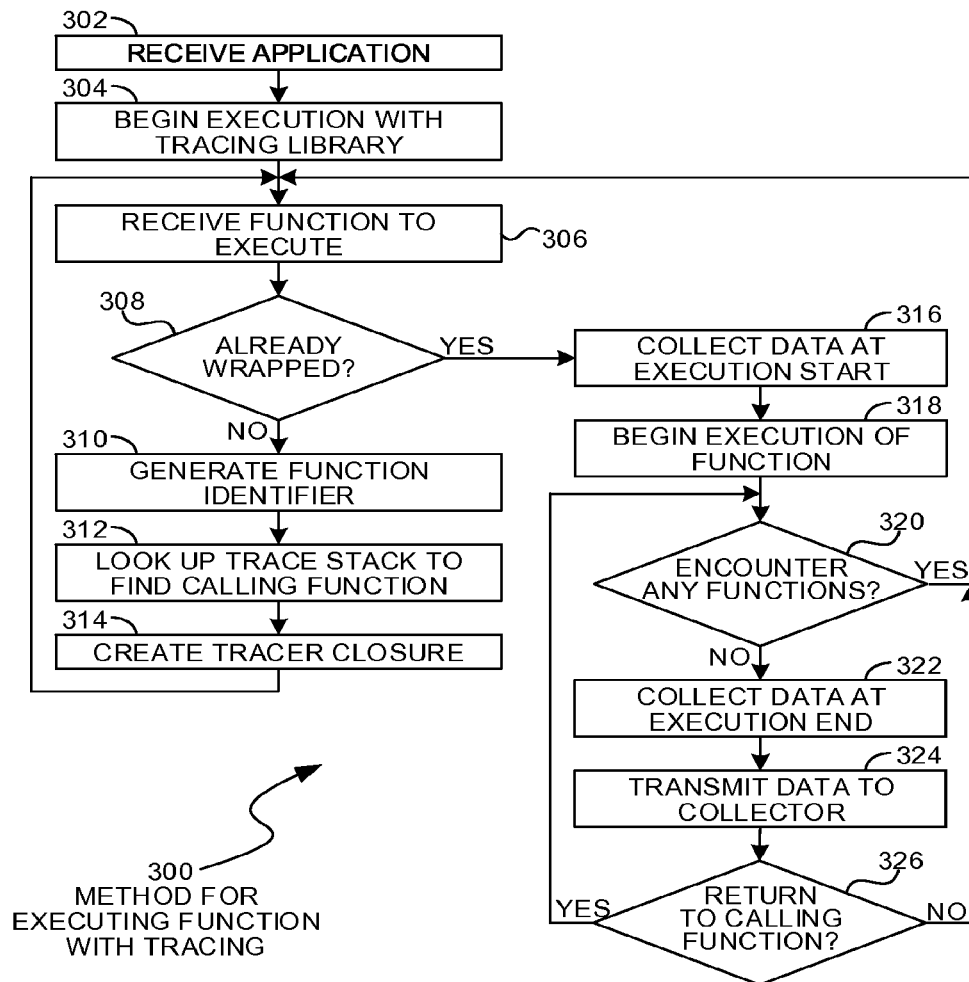 302
RECEIVE APPLICATION
304
BEGIN EXECUTION WITH
TRACING LIBRARY
RECEIVE FUNCTION TO
EXECUTE
306
308
ALREADY
WRAPPED?
YES
NO
310
GENERATE FUNCTION
IDENTIFIER
312
LOOK UP TRACE STACK TO
FIND CALLING FUNCTION
314
CREATE TRACER CLOSURE
316
COLLECT DATA AT
EXECUTION START
318
BEGIN EXECUTION OF
FUNCTION
320
ENCOUNTER
ANY FUNCTIONS?
YES
NO
322
COLLECT DATA AT
EXECUTION END
324
TRANSMIT DATA TO
COLLECTOR
326
RETURN
TO CALLING
FUNCTION?
YES
NO
300
METHOD FOR
EXECUTING FUNCTION
WITH TRACING